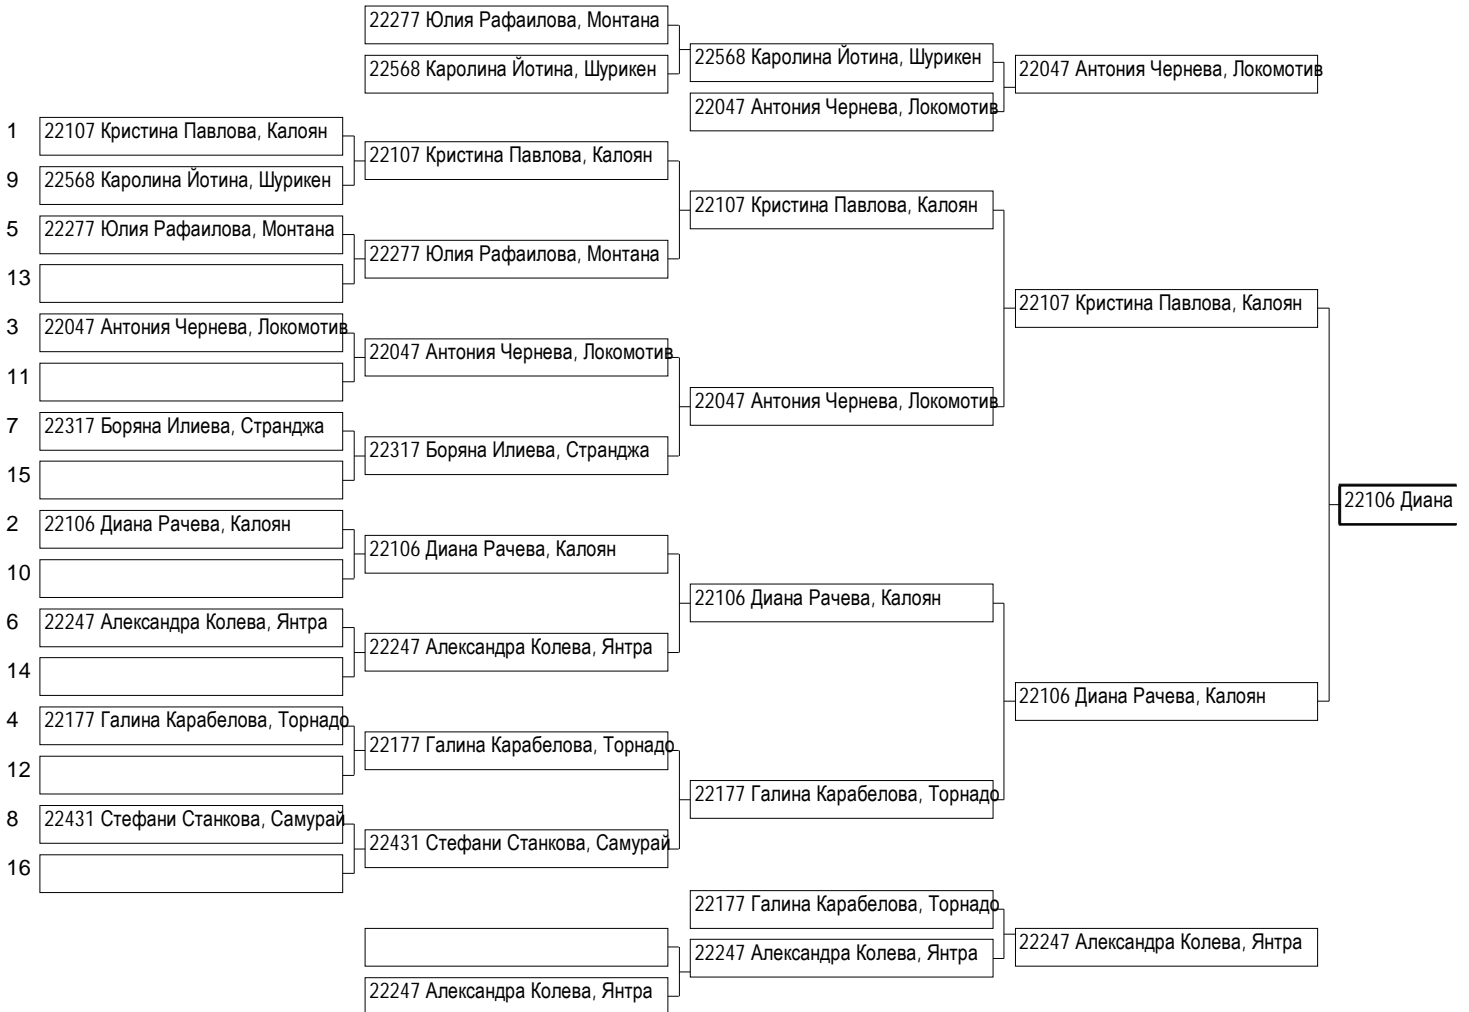 22277 Юлия Рафаилова, Монтана
22568 Каролина Йотина, Шурикен
22568 Каролина Йотина, Шурикен
22047 Антония Чернева, Локомотив
22047 Антония Чернева, Локомотив
1 22107 Кристина Павлова, Калоян
9 22568 Каролина Йотина, Шурикен
5 22277 Юлия Рафаилова, Монтана
13
3 22047 Антония Чернева, Локомотив
11
7 22317 Боряна Илиева, Странджа
15
2 22106 Диана Рачева, Калоян
10
6 22247 Александра Колева, Янтра
14
4 22177 Галина Карабелова, Торнадо
12
8 22431 Стефани Станкова, Самурай
16
22107 Кристина Павлова, Калоян
22277 Юлия Рафаилова, Монтана
22047 Антония Чернева, Локомотив
22317 Боряна Илиева, Странджа
22106 Диана Рачева, Калоян
22247 Александра Колева, Янтра
22177 Галина Карабелова, Торнадо
22431 Стефани Станкова, Самурай
22107 Кристина Павлова, Калоян
22047 Антония Чернева, Локомотив
22106 Диана Рачева, Калоян
22177 Галина Карабелова, Торнадо
22107 Кристина Павлова, Калоян
22106 Диана Рачева, Калоян
22106 Диана
22247 Александра Колева, Янтра
22177 Галина Карабелова, Торнадо
22247 Александра Колева, Янтра
22247 Александра Колева, Янтра